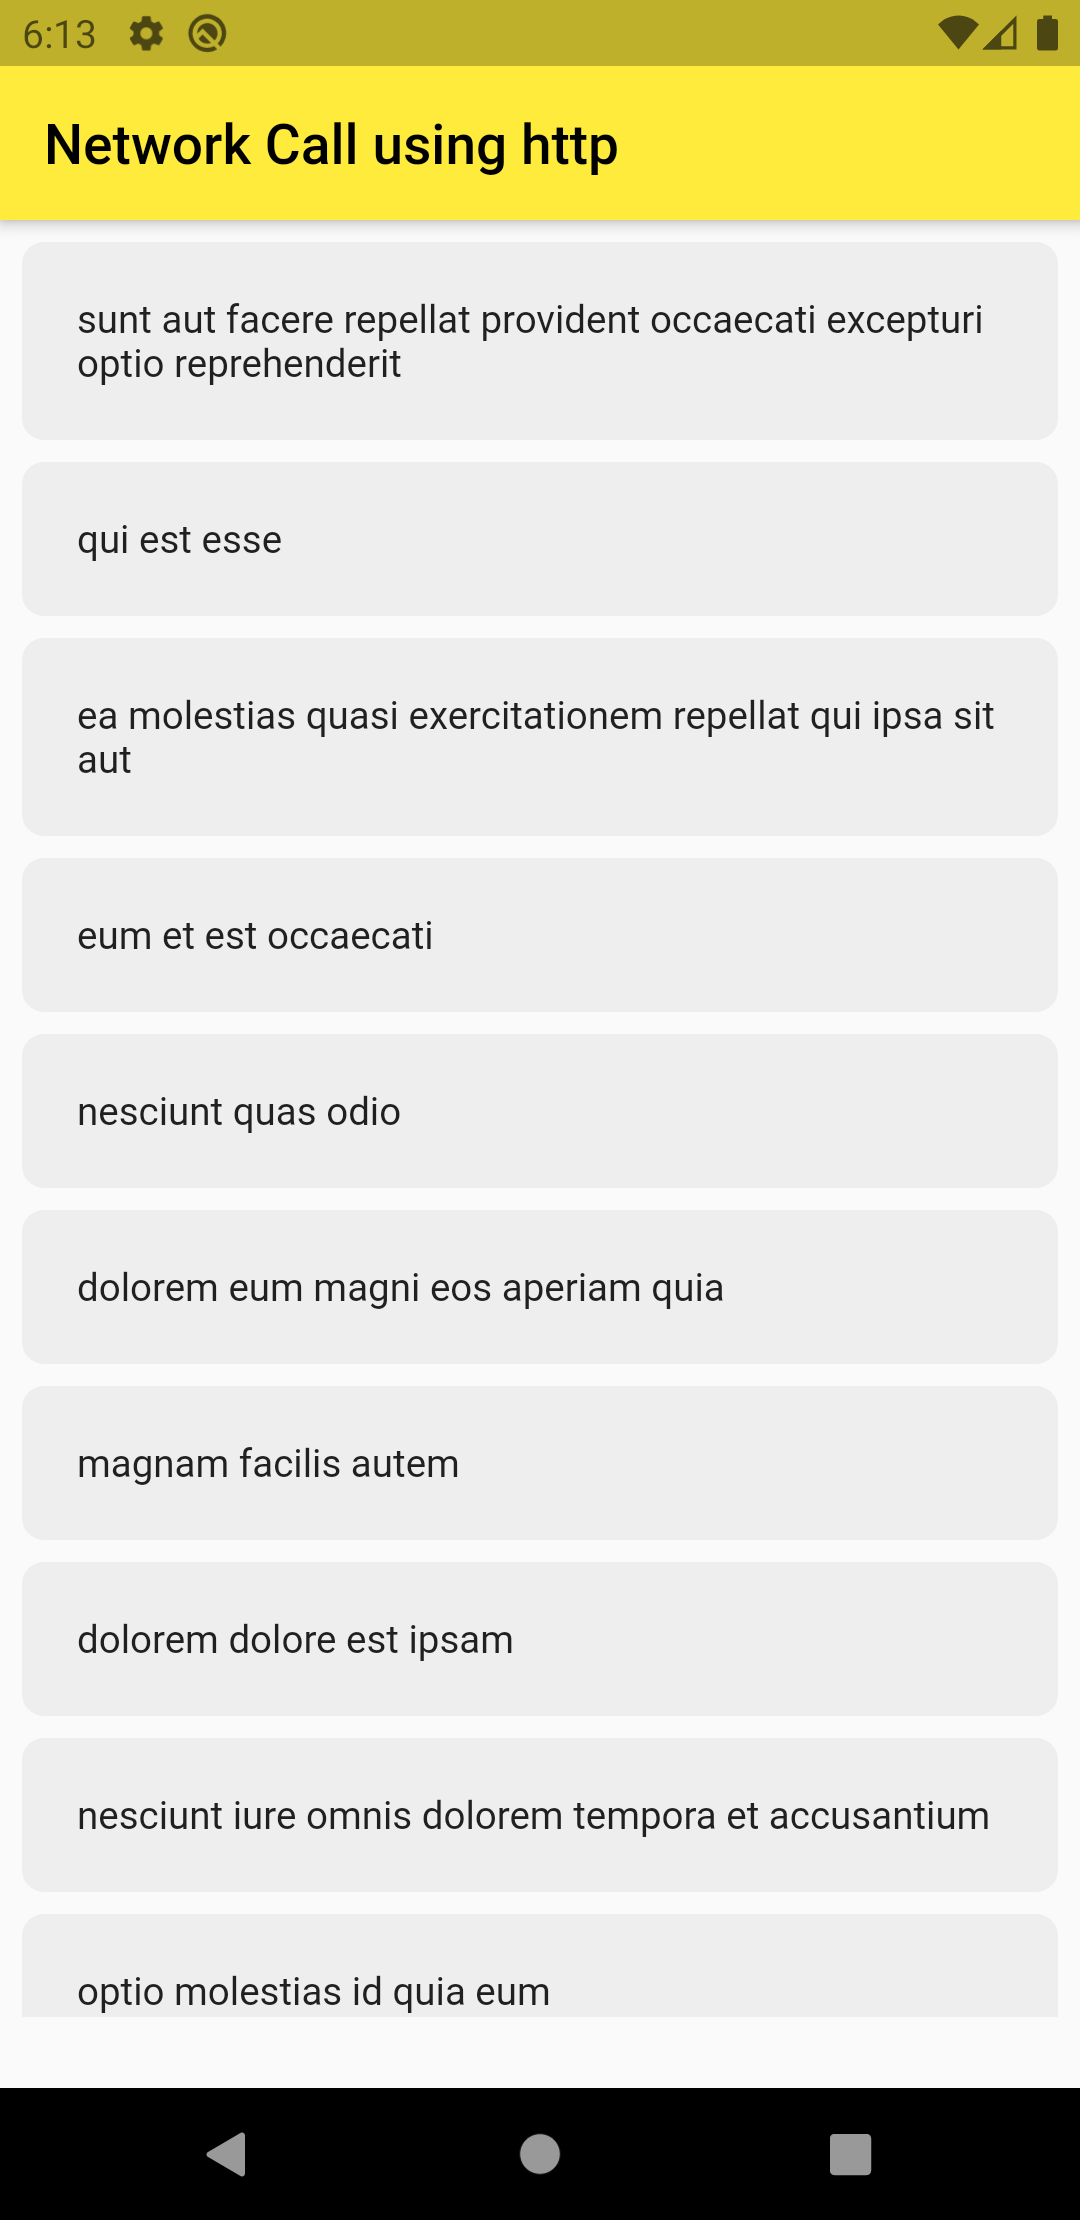 6:13
Network Call using http
sunt aut facere repellat provident occaecati excepturi
optio reprehenderit
qui est esse
ea molestias quasi exercitationem repellat qui ipsa sit
aut
eum et est occaecati
nesciunt quas odio
dolorem eum magni eos aperiam quia
magnam facilis autem
dolorem dolore est ipsam
nesciunt iure omnis dolorem tempora et accusantium
optio molestias id quia eum